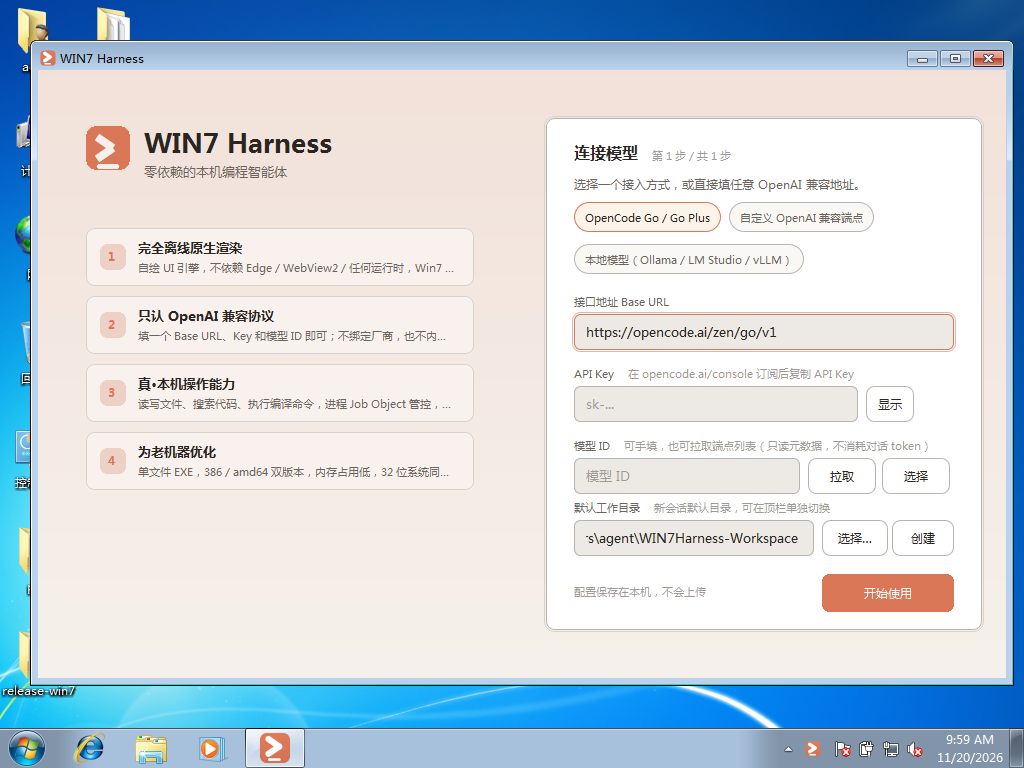 WIN7 Harness
WIN7 Harness
零依赖的本机编程智能体
1
完全离线原生渲染
自绘 UI 引擎，不依赖 Edge / WebView2 / 任何运行时，Win7 ...
2
只认 OpenAI 兼容协议
填一个 Base URL、Key 和模型 ID 即可；不绑定厂商，也不内...
3
真·本机操作能力
读写文件、搜索代码、执行编译命令，进程 Job Object 管控，...
4
为老机器优化
单文件 EXE，386 / amd64 双版本，内存占用低，32 位系统同...
连接模型 第 1 步 / 共 1 步
选择一个接入方式，或直接填任意 OpenAI 兼容地址。
OpenCode Go / Go Plus
自定义 OpenAI 兼容端点
本地模型（Ollama / LM Studio / vLLM ）
接口地址 Base URL
https://opencode.ai/zen/go/v1
API Key 在 opencode.ai/console 订阅后复制 API Key
sk-...
显示
模型 ID 可手填，也可拉取端点列表（只读元数据，不消耗对话 token ）
模型 ID
拉取
选择
默认工作目录 新会话默认目录，可在顶栏单独切换
s\agent\WIN7Harness-Workspace
选择...
创建
配置保存在本机，不会上传
开始使用
release-win7
9:59 AM
11/20/2026